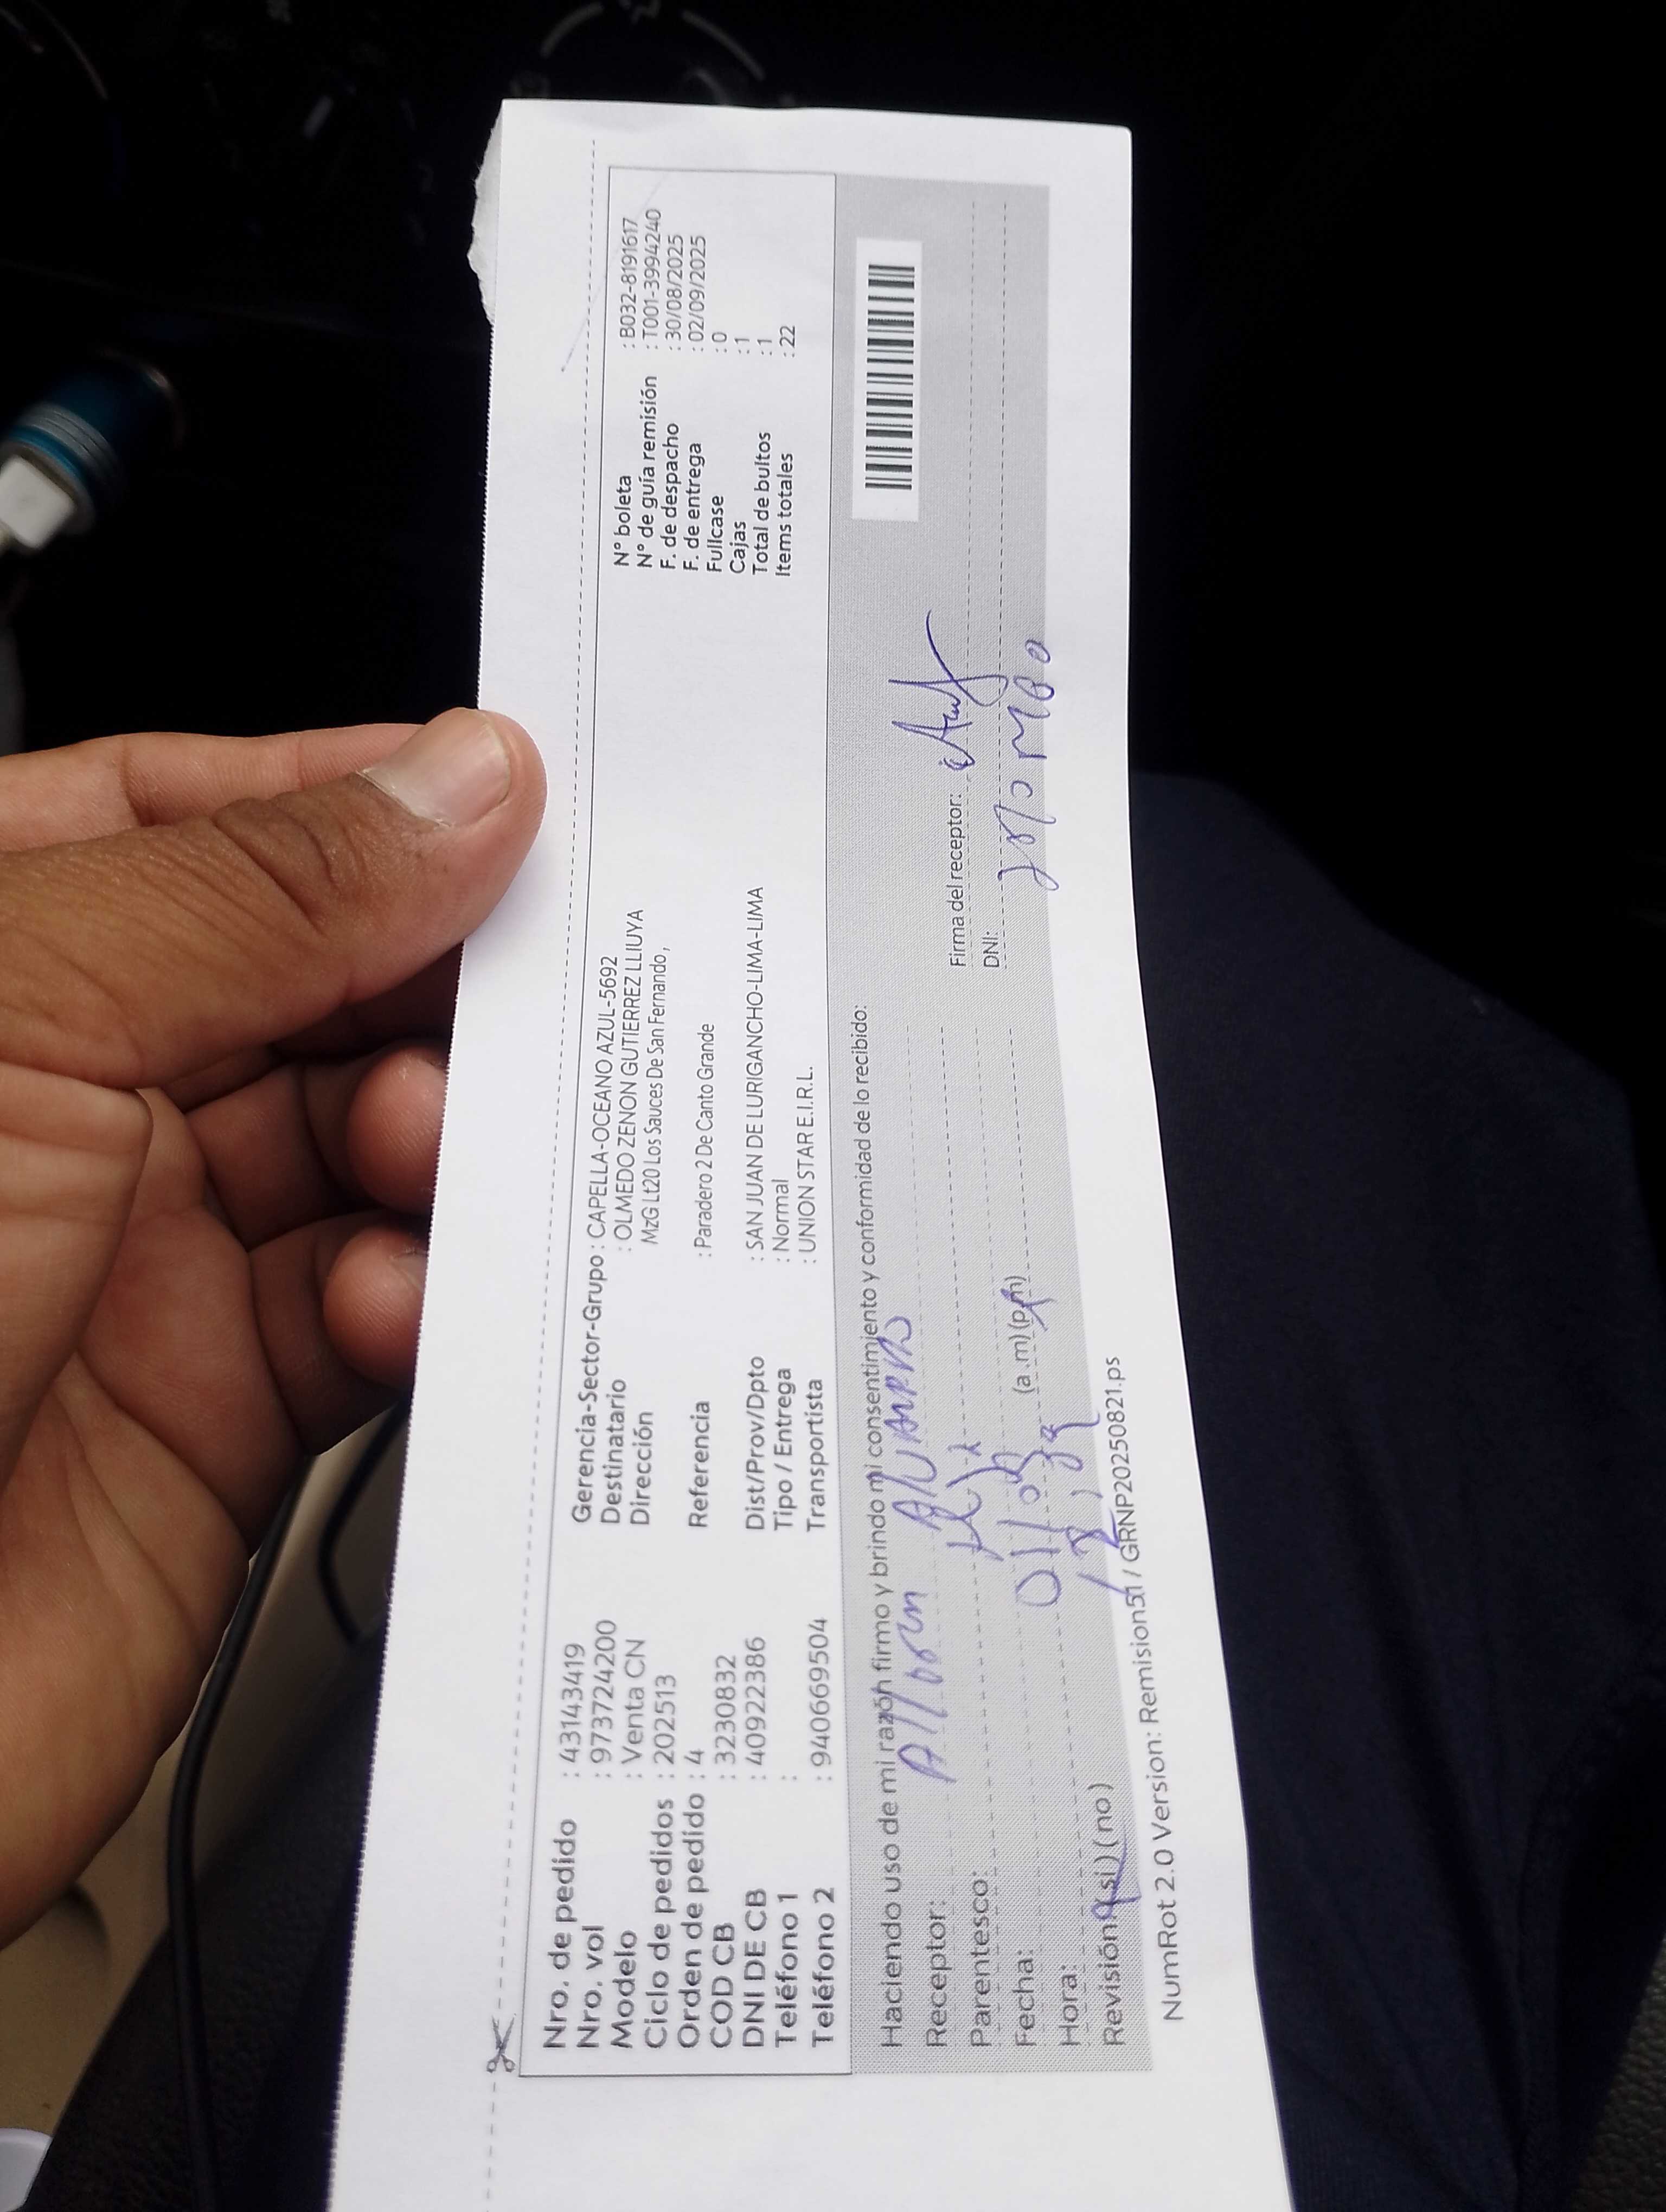 Nro. de pedido : 43143419
Nro. vol : 9737724200
Modelo : Venta CN
Ciclo de pedidos : 202513
Orden de pedido : 4
COD CB : 3230832
DNI DE CB : 40922386
Teléfono 1 :
Teléfono 2 : 940669504
Gerencia-Sector-Grupo : CAPELLA-OCEANO AZUL-5692
Destinatario : OLMEDO ZENON GUTIERREZ LLIUYA
Dirección MzG Lt20 Los Sauces De San Fernando,
Referencia : Paradero 2 De Canto Grande
Dist/Prov/Dpto : SAN JUAN DE LURIGANCHO-LIMA-LIMA
Tipo / Entrega : Normal
Transportista : UNION STAR E.I.R.L.
N° boleta : B032-8191617
N° de guía remisión : T001-3994240
F. de despacho : 30/08/2025
F. de entrega : 02/09/2025
Fullcase : 0
Cajas : 1
Total de bultos : 1
Items totales : 22
Haciendo uso de mi razón firmo y brindo mi consentimiento y conformidad de lo recibido:
Receptor:
Parentesco:
Fecha:
Hora: (a.m) (p.m)
Revisión: (si) (no)
Firma del receptor:
DNI:
NumRot 2.0 Version: Remision51 / GRNP20250821.ps